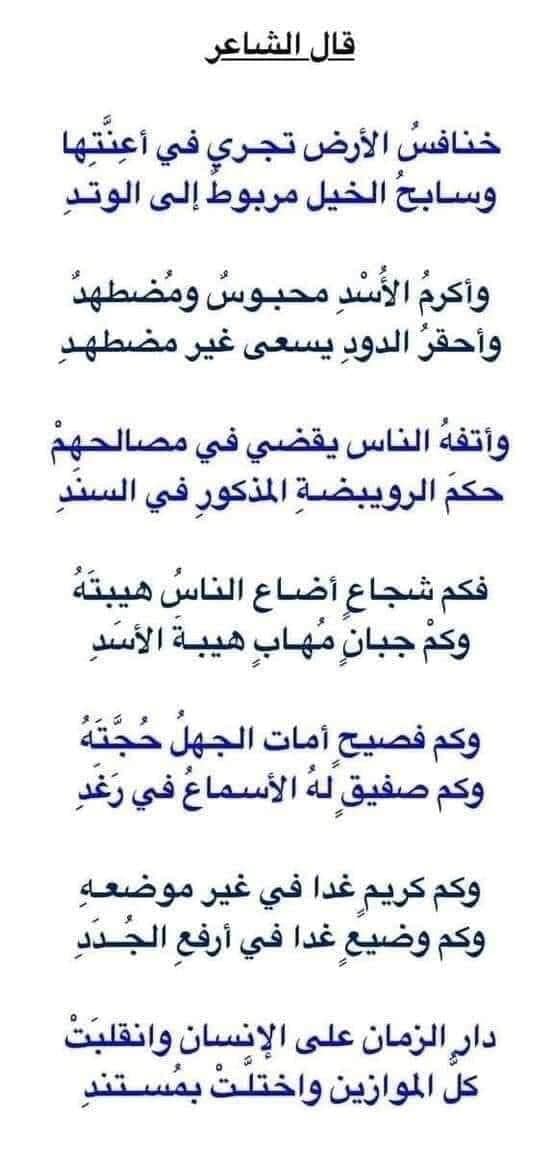 قال الشاعر
خنافسُ الأرض تجري في أعِنَّتِها
وسابحُ الخيل مربوطٌ إلى الوتدِ
وأكرمُ الأُسْدِ محبوسٌ ومُضطهدٌ
وأحقرُ الدودِ يسعى غير مضطهدِ
وأتفهُ الناس يقضي في مصالحهمْ
حكمَ الرويبضةِ المذكورِ في السندِ
فكم شجاعٍ أضاع الناسُ هيبتَهُ
وكمْ جبانٍ مُهابٍ هيبةَ الأسَدِ
وكم فصيحٍ أمات الجهلُ حُجَّتَهُ
وكم صفيقٍ لهُ الأسماعُ في رَغَدِ
وكم كريمٍ غدا في غير موضعهِ
وكم وضيعٍ غدا في أرفعِ الجُدَدِ
دار الزمان على الإنسان وانقلبَتْ
كلُّ الموازين واختلَّتْ بمُستندِ